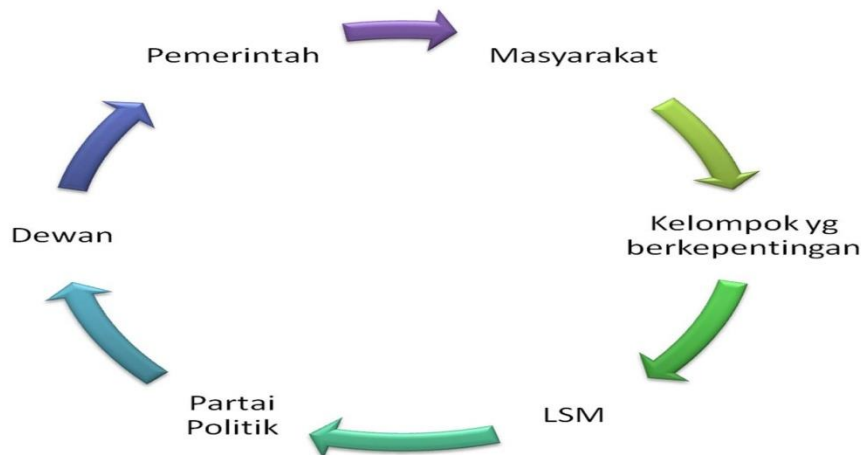 Pemerintah
Masyarakat
Kelompok yg
berkepentingan
LSM
Partai
Politik
Dewan